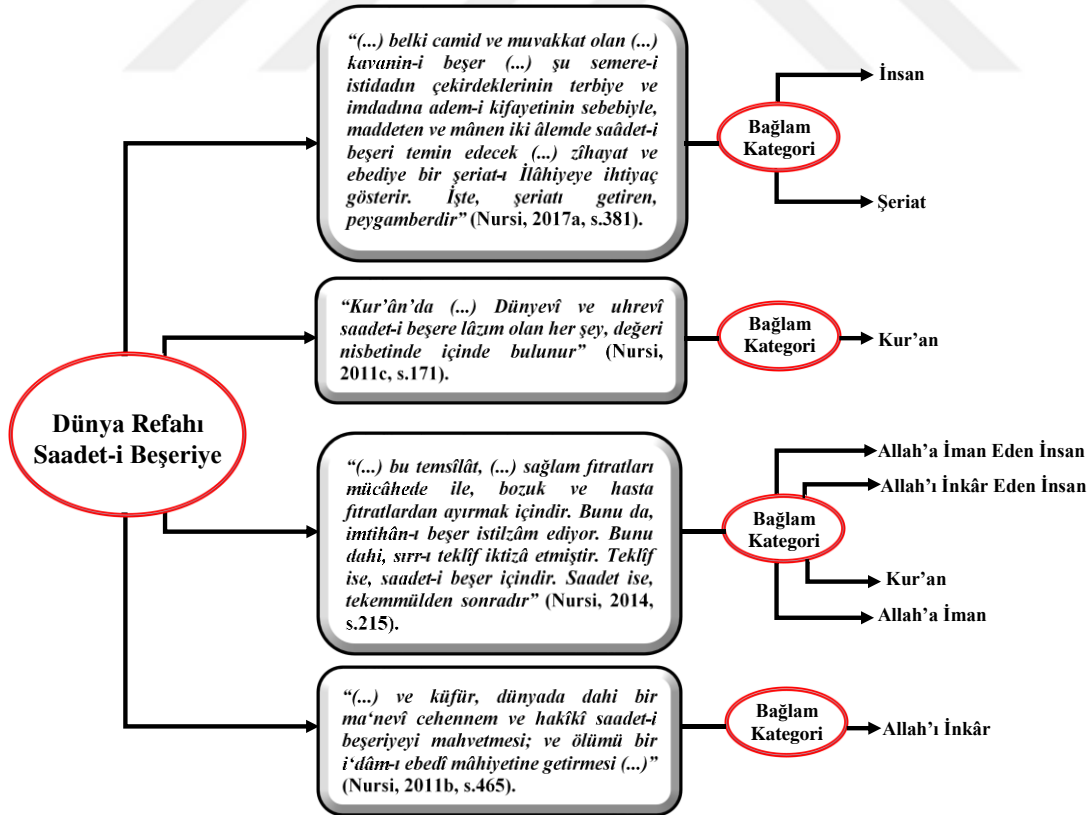 Dünya Refahı
Saadet-i Beşeriye
“(...) belki camid ve muvakkat olan (...)
kavanin-i beşer (...) şu semere-i
istidadın çekirdeklerinin terbiye ve
imdadına adem-i kifayetinin sebebiyle,
maddeten ve mânen iki âlemde saâdet-i
beşeri temin edecek (...) zîhayat ve
ebediye bir şeriat-ı İlâhiyeye ihtiyaç
gösterir. İşte, şeriatı getiren,
peygamberdir” (Nursi, 2017a, s.381).
Bağlam
Kategori
İnsan
Şeriat
“Kur’ân’da (...) Dünyevî ve uhrevî
saadet-i beşere lâzım olan her şey, değeri
nisbetinde içinde bulunur” (Nursi,
2011c, s.171).
Bağlam
Kategori
Kur’an
“(...) bu temsîlât, (...) sağlam fıtratları
mücâhede ile, bozuk ve hasta
fıtratlardan ayırmak içindir. Bunu da,
imtihân-ı beşer istilzâm ediyor. Bunu
dahi, sırr-ı teklîf iktizâ etmiştir. Teklîf
ise, saadet-i beşer içindir. Saadet ise,
tekemmülden sonradır” (Nursi, 2014,
s.215).
Bağlam
Kategori
Allah’a İman Eden İnsan
Allah’ı İnkâr Eden İnsan
Kur’an
Allah’a İman
“(...) ve küfür, dünyada dahi bir
ma‘nevî cehennem ve hakîkî saadet-i
beşeriyeyi mahvetmesi; ve ölümü bir
i‘dâm-ı ebedî mâhiyetine getirmesi (...)”
(Nursi, 2011b, s.465).
Bağlam
Kategori
Allah’ı İnkâr